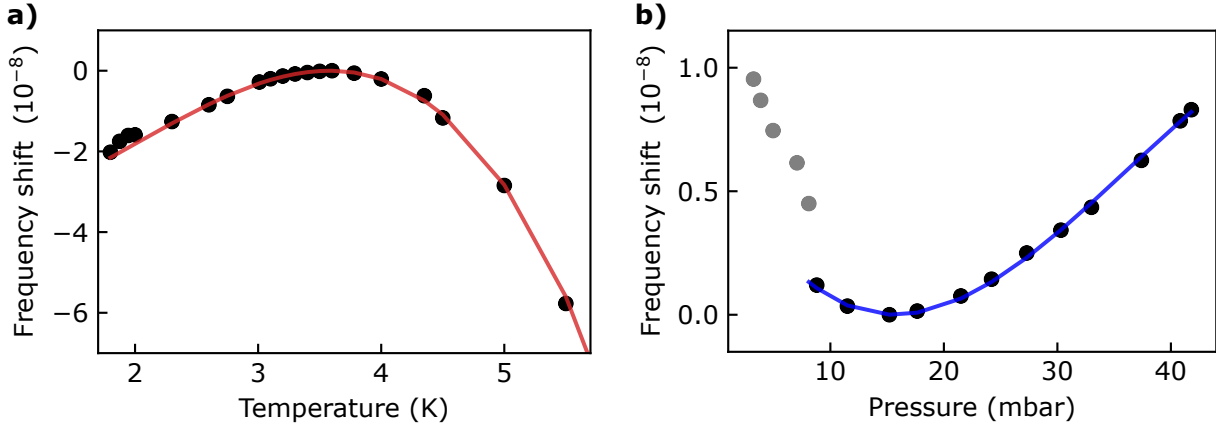 a)
Frequency shift (10⁻⁸)
0
−2
−4
−6
2 3 4 5
Temperature (K)
b)
Frequency shift (10⁻⁸)
1.0
0.5
0.0
10 20 30 40
Pressure (mbar)